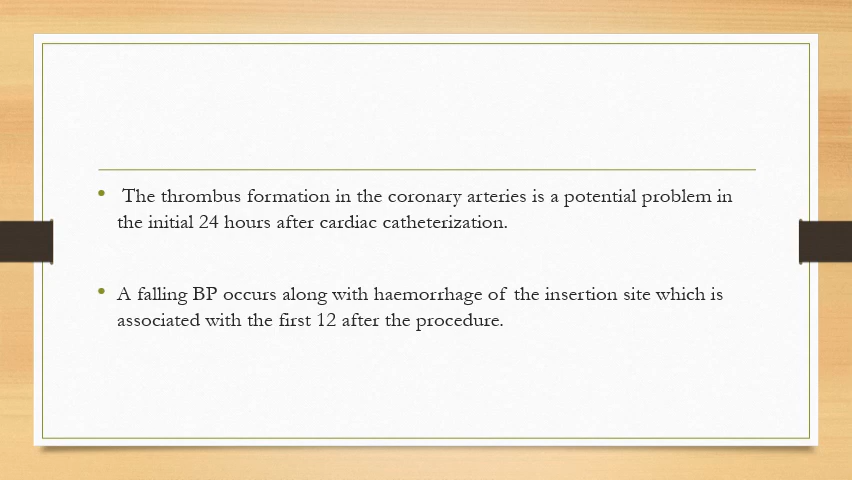 • The thrombus formation in the coronary arteries is a potential problem in
the initial 24 hours after cardiac catheterization.
• A falling BP occurs along with haemorrhage of the insertion site which is
associated with the first 12 after the procedure.